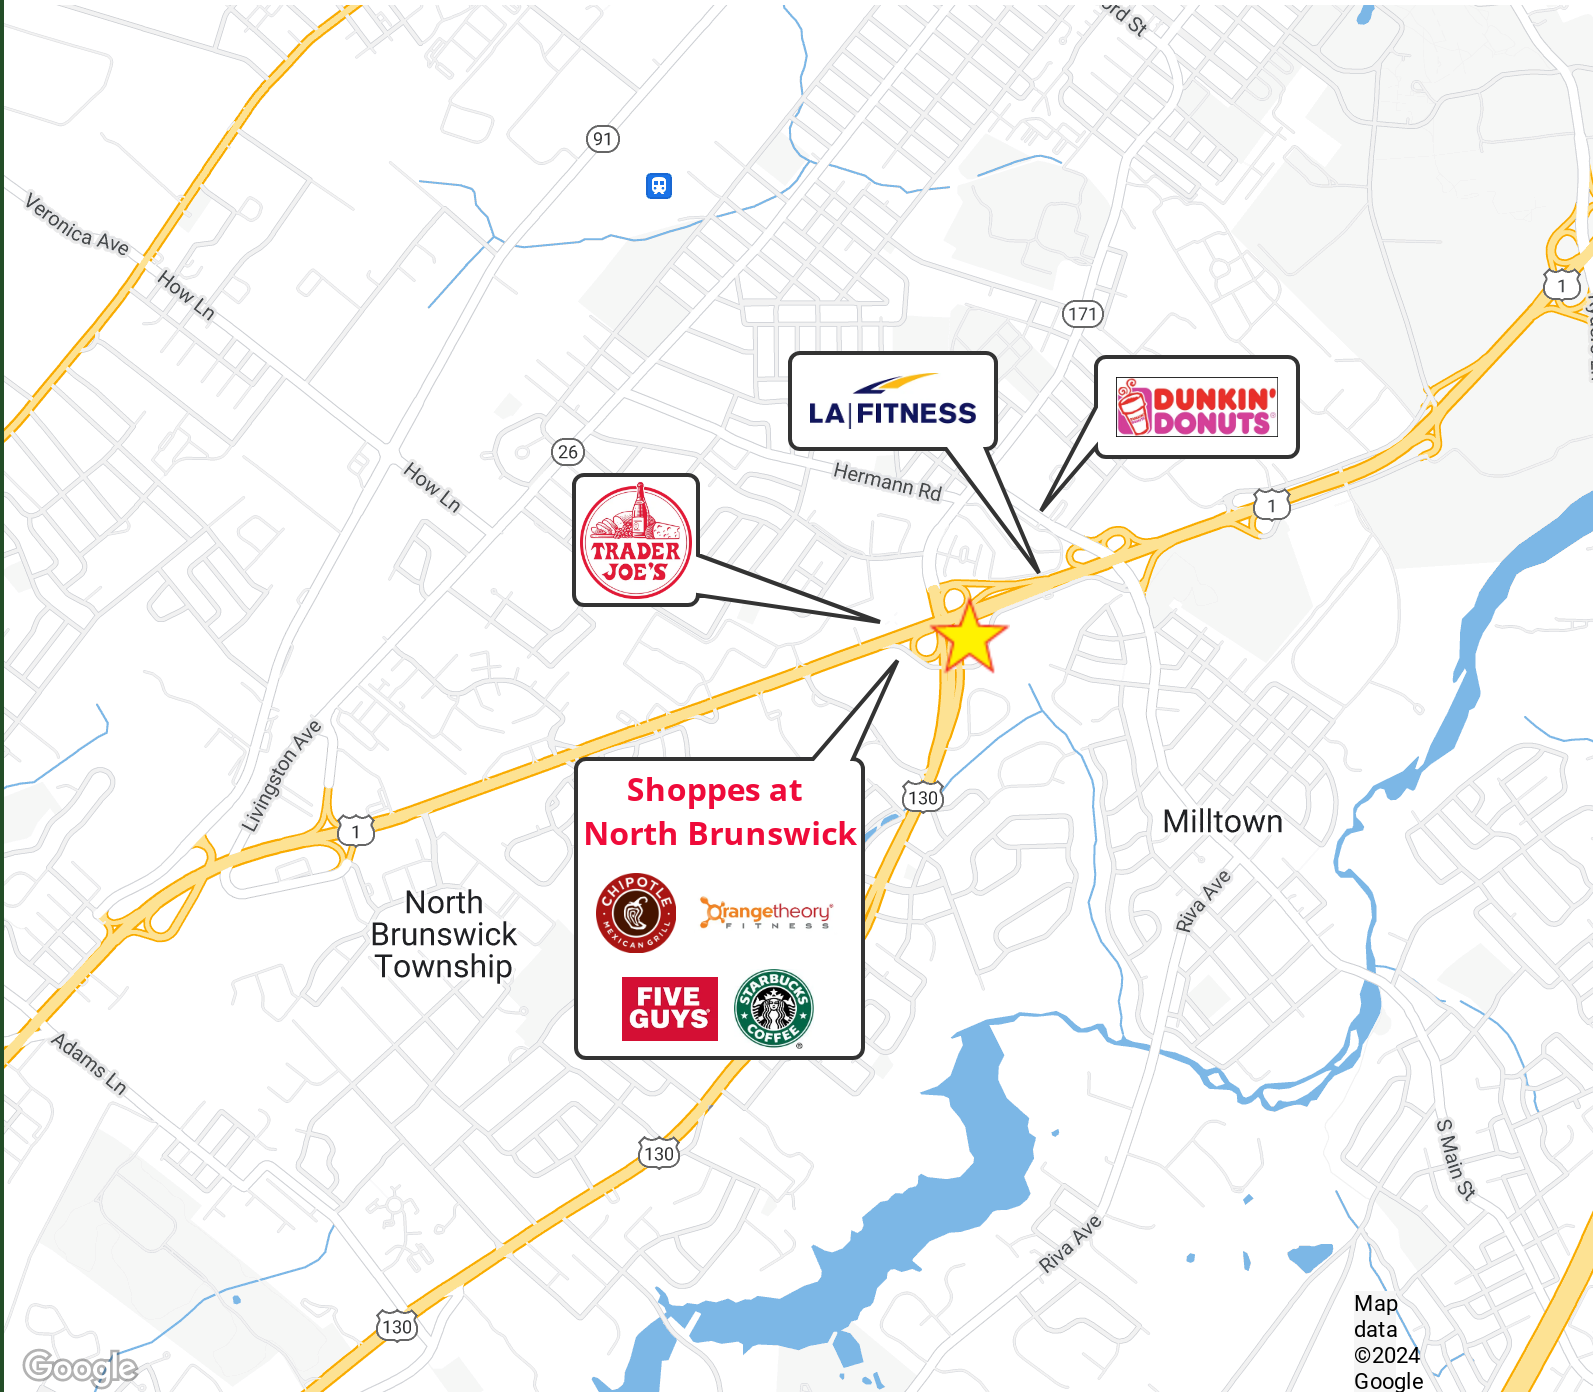 ord St
91
Veronica Ave
How Ln
1
171
LA FITNESS
DUNKIN'
DONUTS
26
How Ln
Hermann Rd
1
TRADER
JOE'S
Livingston Ave
1
Shoppes at
North Brunswick
130
Milltown
CHIPOTLE
MEXICAN GRILL
orangetheory®
FITNESS
Riva Ave
North
Brunswick
Township
FIVE
GUYS
STARBUCKS
COFFEE
®
Adams Ln
130
S Main St
Riva Ave
130
Map
data
©2024
Google
Google